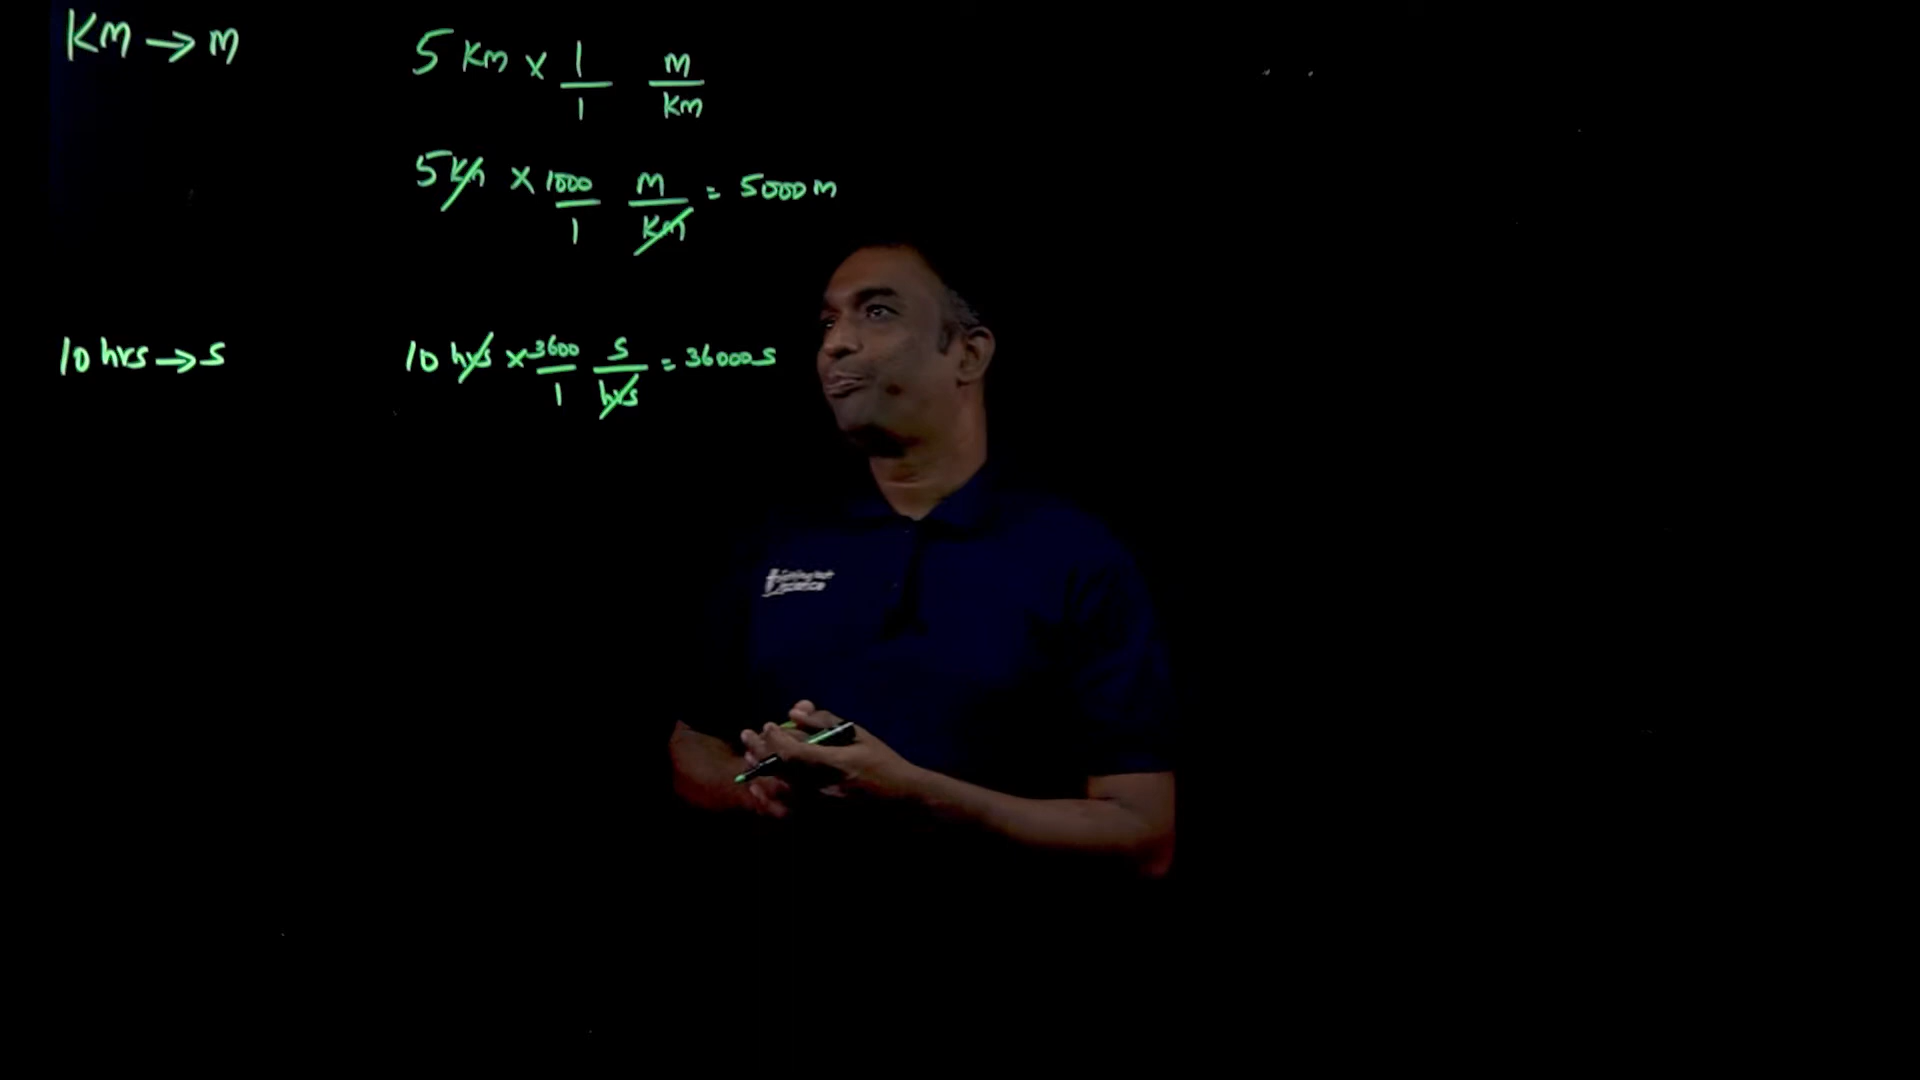 Km → m
5 km × 1/1 m/km
5 km × 1000/1 m/km = 5000 m
10 hrs → s
10 hrs × 3600/1 s/hrs = 36000 s